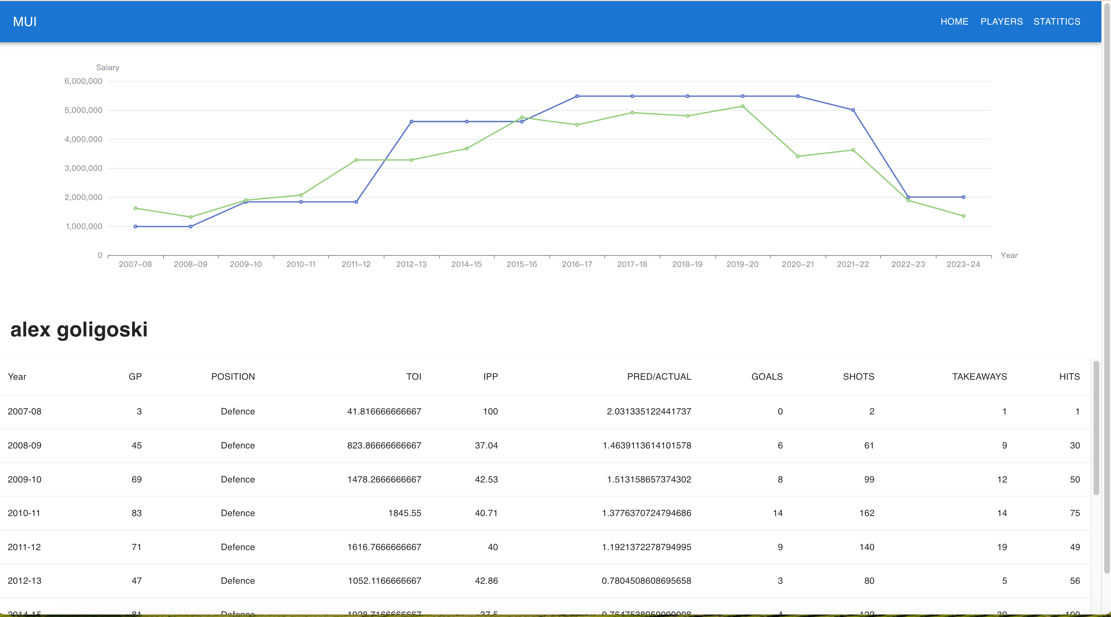 MUI HOME PLAYERS STATITICS
Salary
6,000,000
5,000,000
4,000,000
3,000,000
2,000,000
1,000,000
0
2007–08 2008–09 2009–10 2010–11 2011–12 2012–13 2014–15 2015–16 2016–17 2017–18 2018–19 2019–20 2020–21 2021–22 2022–23 2023–24 Year
alex goligoski
Year GP POSITION TOI IPP PRED/ACTUAL GOALS SHOTS TAKEAWAYS HITS
2007-08 3 Defence 41.816666666667 100 2.031335122441737 0 2 1 1
2008-09 45 Defence 823.86666666667 37.04 1.4639113614101578 6 61 9 30
2009-10 69 Defence 1478.2666666667 42.53 1.513158657374302 8 99 12 50
2010-11 83 Defence 1845.55 40.71 1.3776370724794686 14 162 14 75
2011-12 71 Defence 1616.7666666667 40 1.1921372278794995 9 140 19 49
2012-13 47 Defence 1052.1166666667 42.86 0.7804508608695658 3 80 5 56
2014-15 81 Defence 1928.7166666667 37.5